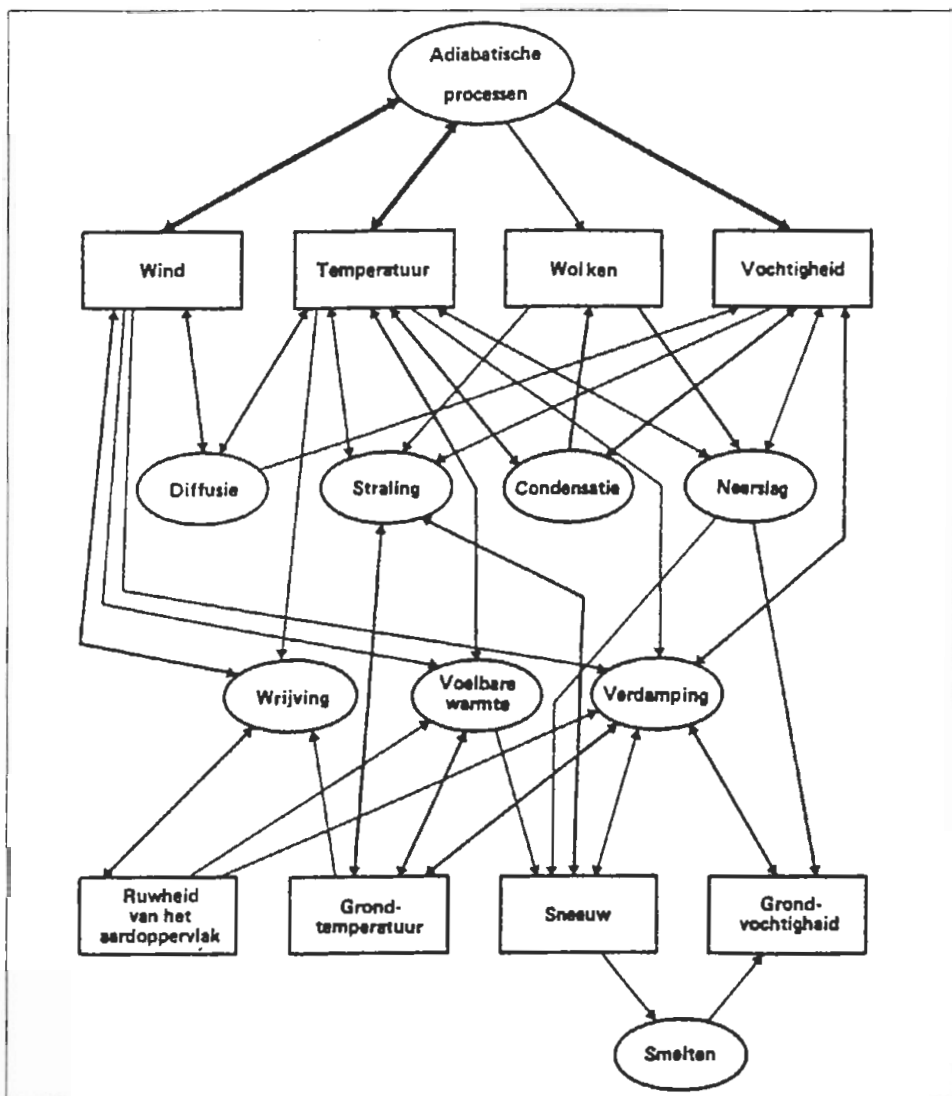 Adiabatische
processen
Wind
Temperatuur
Wolken
Vochtigheid
Diffusie
Straling
Condensatie
Neerslag
Wrijving
Voelbare
warmte
Verdamping
Ruwheid
van het
aardoppervlak
Grond-
temperatuur
Sneeuw
Grond-
vochtigheid
Smelten